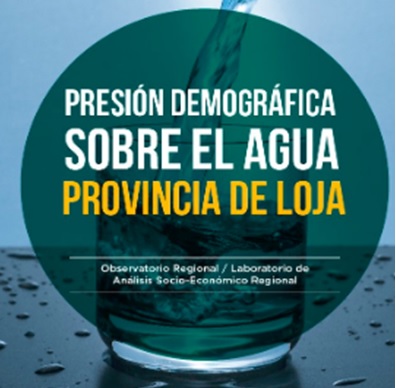 PRESIÓN DEMOGRÁFICA
SOBRE EL AGUA
PROVINCIA DE LOJA
Observatorio Regional / Laboratorio de
Análisis Socio-Económico Regional